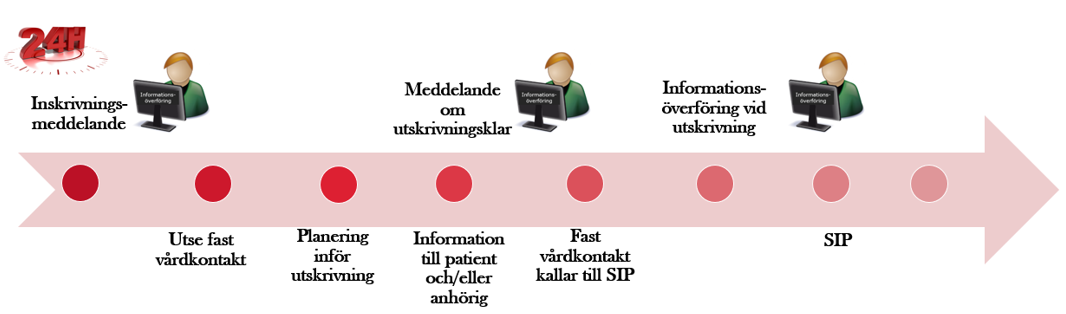 24H
Inskrivnings-
meddelande
Informations-
överföring
Meddelande
om
utskrivningsklar
Informations-
överföring
Informations-
överföring vid
utskrivning
Informations-
överföring
Utse fast
vårdkontakt
Planering
inför
utskrivning
Information
till patient
och/eller
anhörig
Fast
vårdkontakt
kallar till SIP
SIP